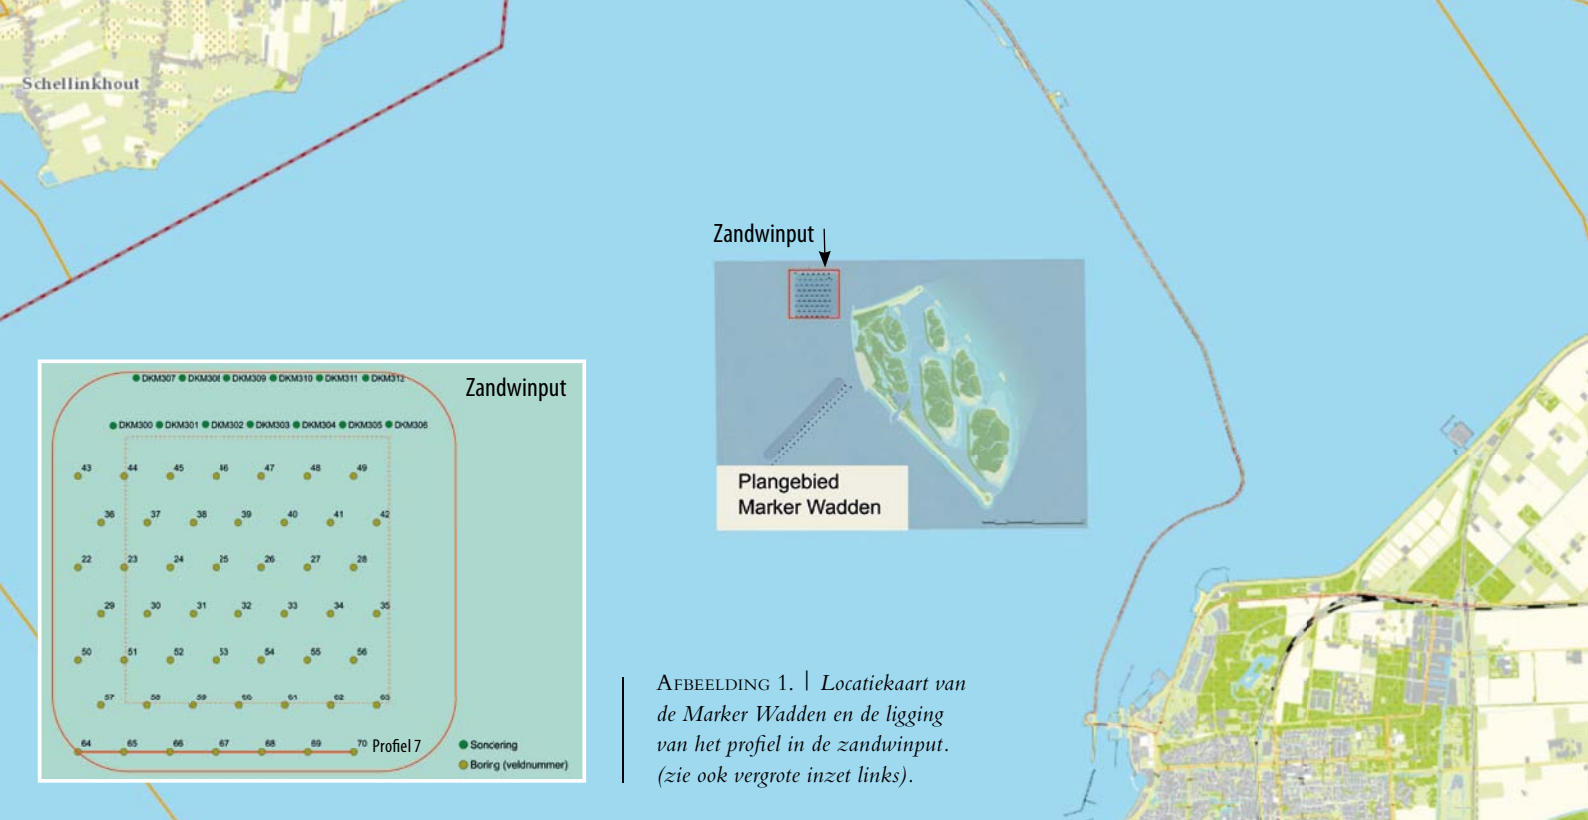 Schellinkhout
Zandwinput
Plangebied
Marker Wadden
Zandwinput
DKM307 DKM308 DKM309 DKM310 DKM311 DKM312
DKM300 DKM301 DKM302 DKM303 DKM304 DKM305 DKM306
43 44 45 46 47 48 49
36 37 38 39 40 41 42
22 23 24 25 26 27 28
29 30 31 32 33 34 35
50 51 52 53 54 55 56
57 58 59 60 61 62 63
64 65 66 67 68 69 70 Profiel 7
Sondering
Boring (veldnummer)
AFBEELDING 1. | Locatiekaart van
de Marker Wadden en de ligging
van het profiel in de zandwinput.
(zie ook vergrote inzet links).